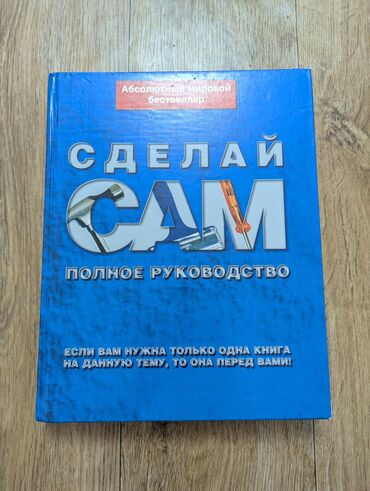 Абсолютный мировой
бестселлер
СДЕЛАЙ
САМ
ПОЛНОЕ РУКОВОДСТВО
ЕСЛИ ВАМ НУЖНА ТОЛЬКО ОДНА КНИГА
НА ДАННУЮ ТЕМУ, ТО ОНА ПЕРЕД ВАМИ!